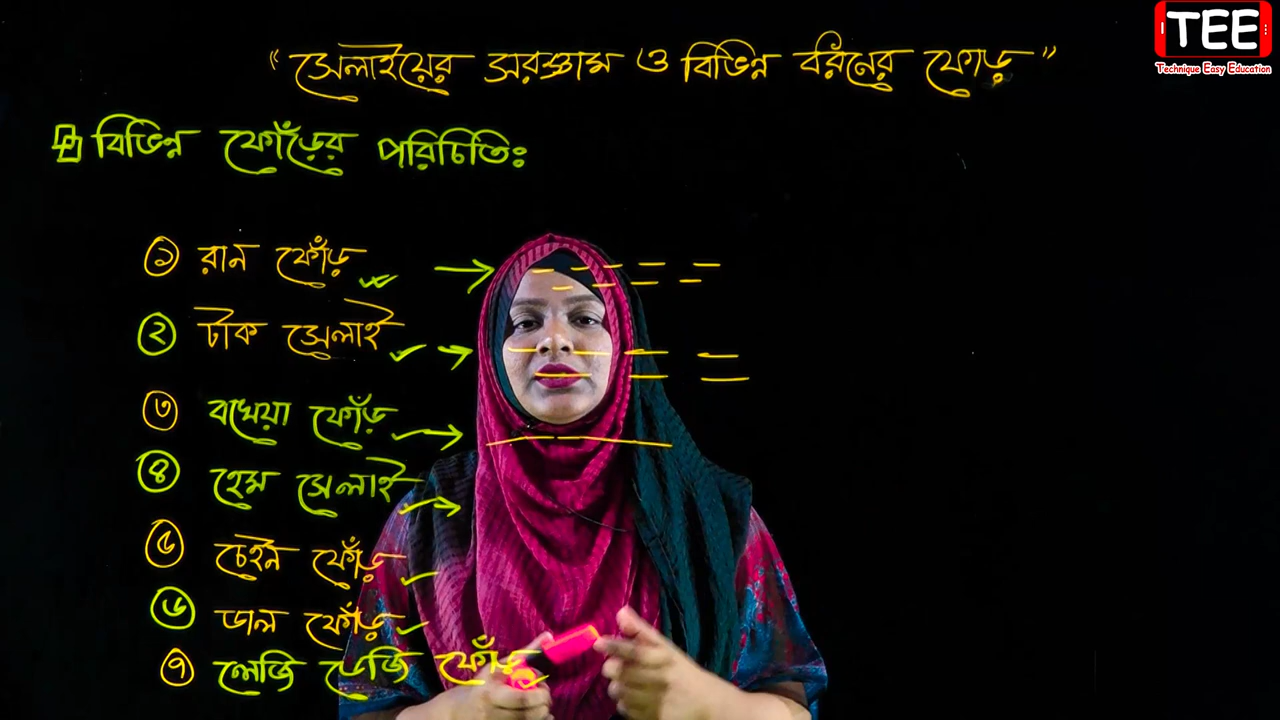 TEE
Technique Easy Education
“সেলাইয়ের সরঞ্জাম ও বিভিন্ন ধরনের ফোড়”
বিভিন্ন ফোঁড়ের পরিচিতিঃ
১ রান ফোঁড়
২ টাক সেলাই
৩ বখেয়া ফোঁড়
৪ হেম সেলাই
৫ চেইন ফোঁড়
৬ ডাল ফোঁড়
৭ লেজি ডেজি ফোঁড়